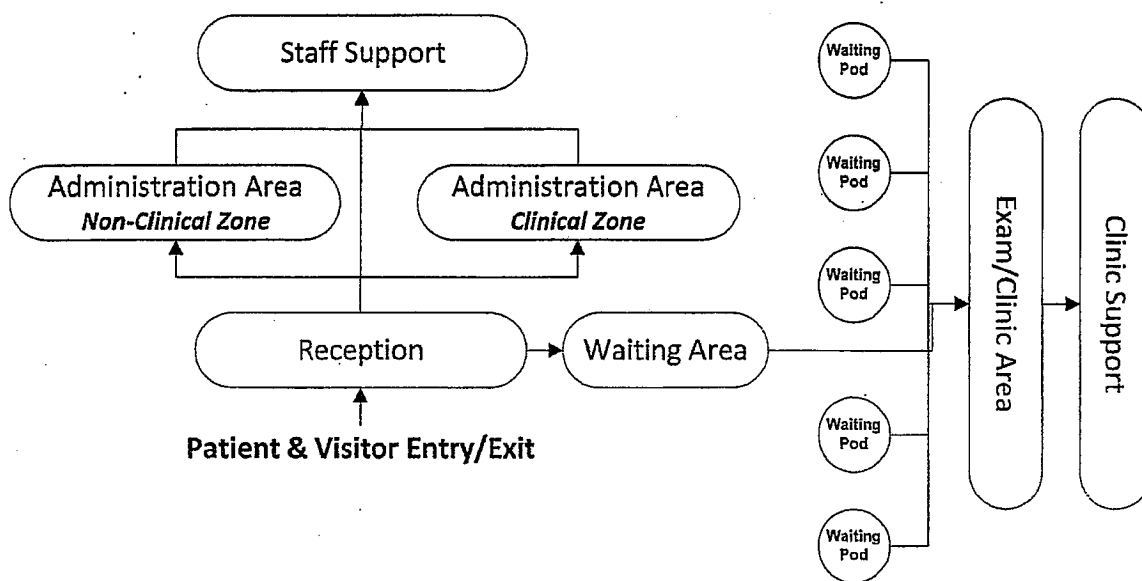 Staff Support
Administration Area
Non-Clinical Zone
Administration Area
Clinical Zone
Reception
Waiting Area
Patient & Visitor Entry/Exit
Waiting
Pod
Waiting
Pod
Waiting
Pod
Waiting
Pod
Waiting
Pod
Exam/Clinic Area
Clinic Support